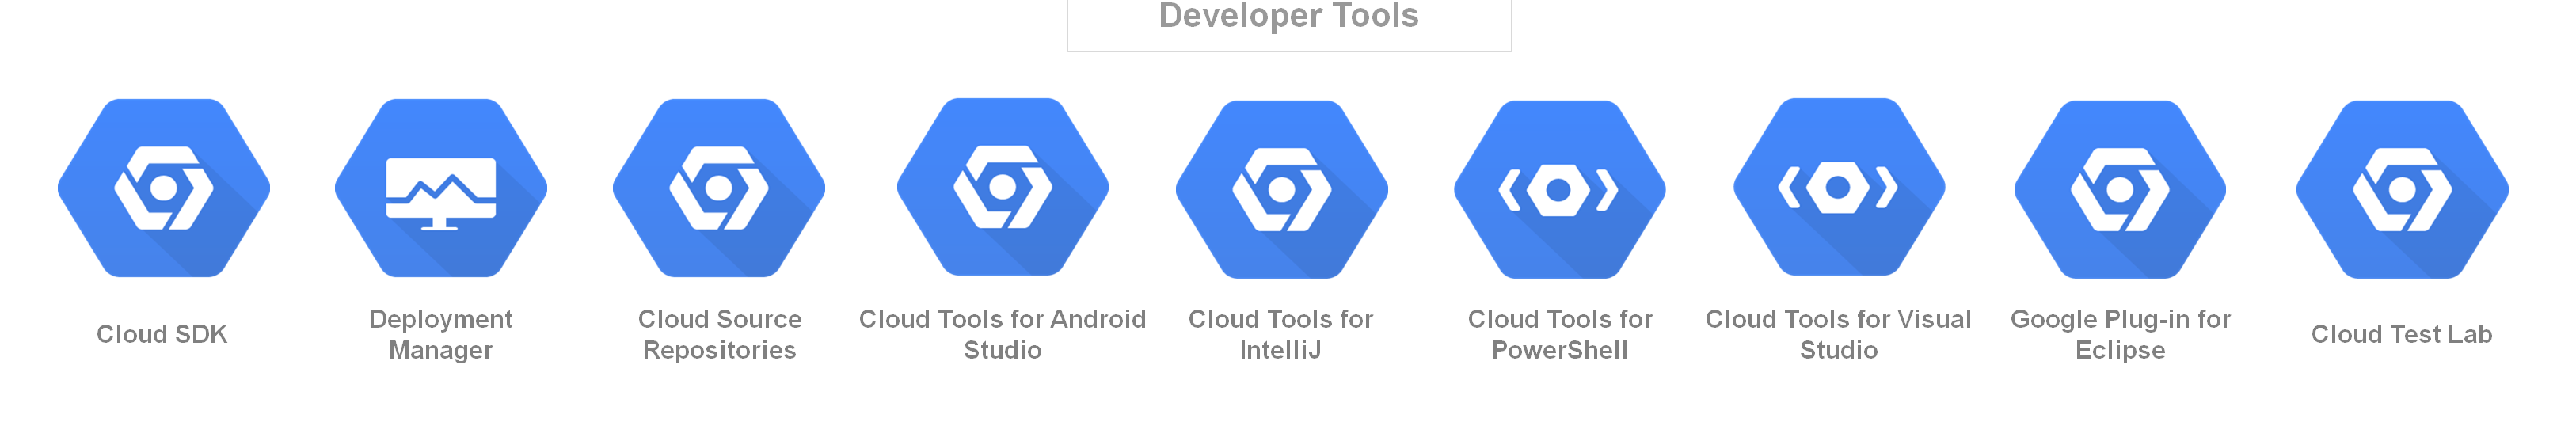 Developer Tools
Cloud SDK
Deployment
Manager
Cloud Source
Repositories
Cloud Tools for Android
Studio
Cloud Tools for
IntelliJ
Cloud Tools for
PowerShell
Cloud Tools for Visual
Studio
Google Plug-in for
Eclipse
Cloud Test Lab